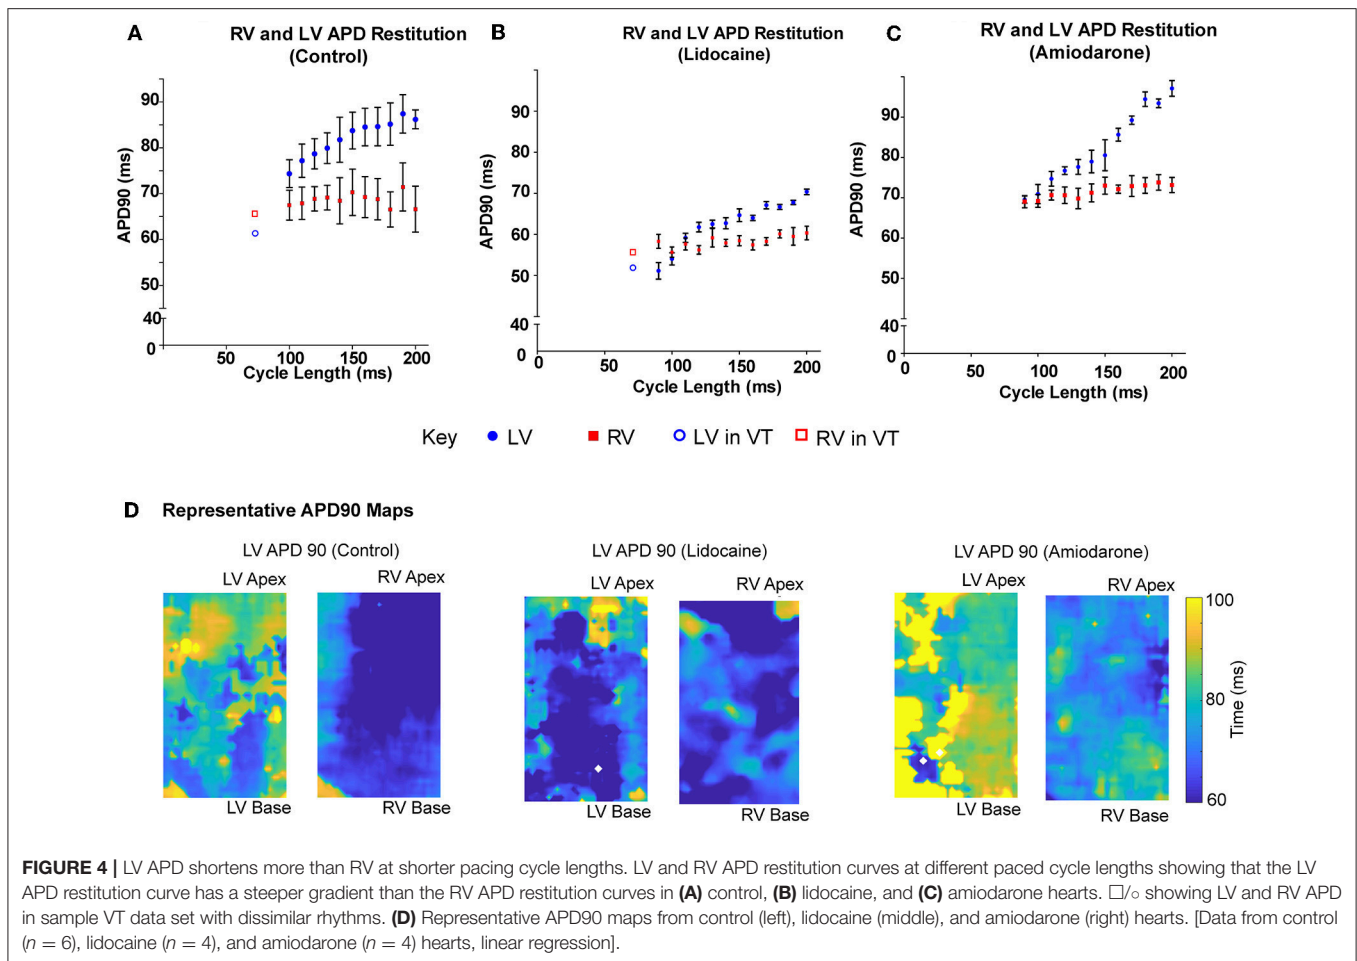 A
RV and LV APD Restitution
(Control)
APD90 (ms)
90
80
70
60
50
40
0
50
100
150
200
Cycle Length (ms)
B
RV and LV APD Restitution
(Lidocaine)
APD90 (ms)
90
80
70
60
50
40
0
0
50
100
150
200
Cycle Length (ms)
C
RV and LV APD Restitution
(Amiodarone)
APD90 (ms)
90
80
70
60
50
40
0
0
50
100
150
200
Cycle Length (ms)
Key LV RV LV in VT RV in VT
D Representative APD90 Maps
LV APD 90 (Control)
LV Apex RV Apex
LV Base RV Base
LV APD 90 (Lidocaine)
LV Apex RV Apex
LV Base RV Base
LV APD 90 (Amiodarone)
LV Apex RV Apex
LV Base RV Base
100
80
60
Time (ms)
FIGURE 4 | LV APD shortens more than RV at shorter pacing cycle lengths. LV and RV APD restitution curves at different paced cycle lengths showing that the LV
APD restitution curve has a steeper gradient than the RV APD restitution curves in (A) control, (B) lidocaine, and (C) amiodarone hearts. □/○ showing LV and RV APD
in sample VT data set with dissimilar rhythms. (D) Representative APD90 maps from control (left), lidocaine (middle), and amiodarone (right) hearts. [Data from control
(n = 6), lidocaine (n = 4), and amiodarone (n = 4) hearts, linear regression].